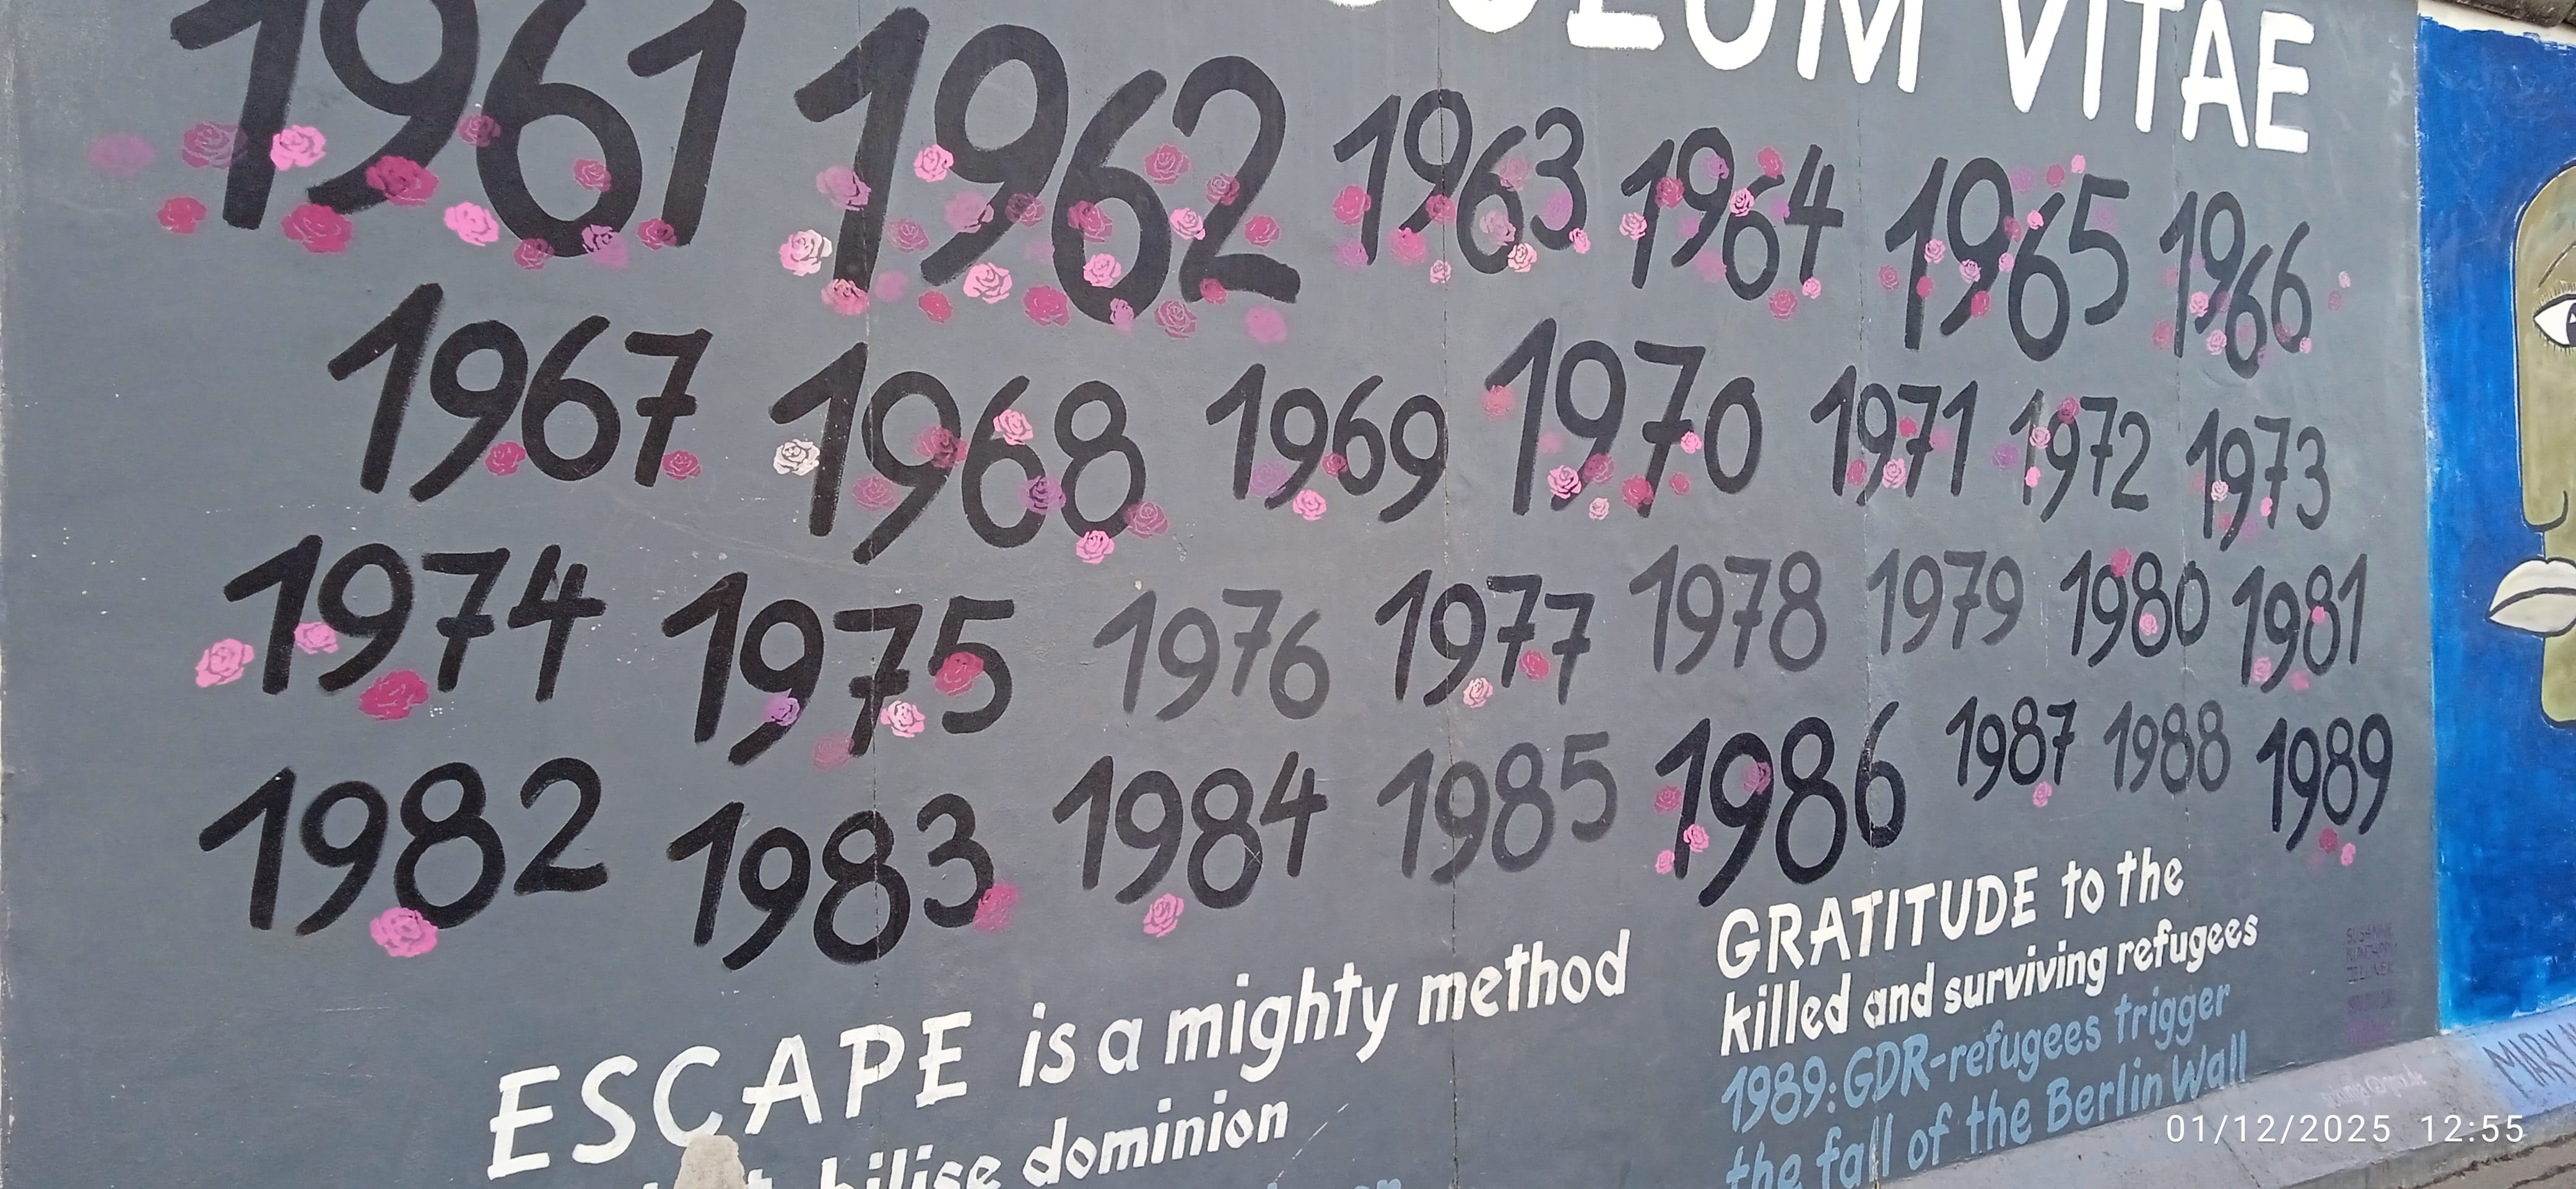 VITAE
1961 1962 1963 1964 1965 1966
1967 1968 1969 1970 1971 1972 1973
1974 1975 1976 1977 1978 1979 1980 1981
1982 1983 1984 1985 1986 1987 1988 1989
ESCAPE is a mighty method
dominion
GRATITUDE to the
killed and surviving refugees
1989: GDR-refugees trigger
the fall of the Berlin Wall
SUSANNE
01/12/2025 12:55